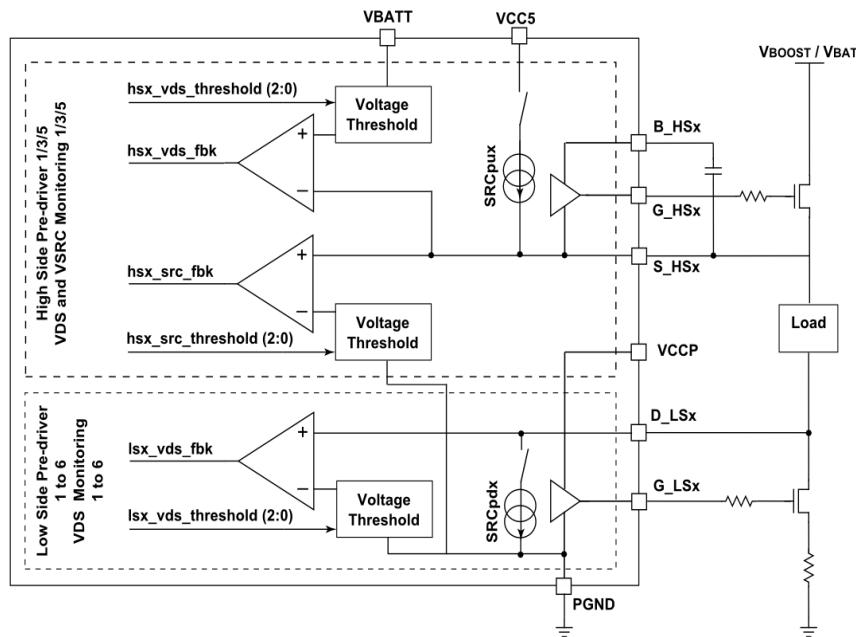 VBATT
VCC5
VBOOST / VBAT
hsx_vds_threshold (2:0)
Voltage
Threshold
B_HSx
hsx_vds_fbk
+
−
SRCpux
G_HSx
High Side Pre-driver 1/3/5
VDS and VSRC Monitoring 1/3/5
+
−
hsx_src_fbk
S_HSx
Voltage
Threshold
hsx_src_threshold (2:0)
Load
VCCP
D_LSx
Low Side Pre-driver
1 to 6
VDS Monitoring
1 to 6
lsx_vds_fbk
+
−
SRCpdx
G_LSx
Voltage
Threshold
lsx_vds_threshold (2:0)
PGND